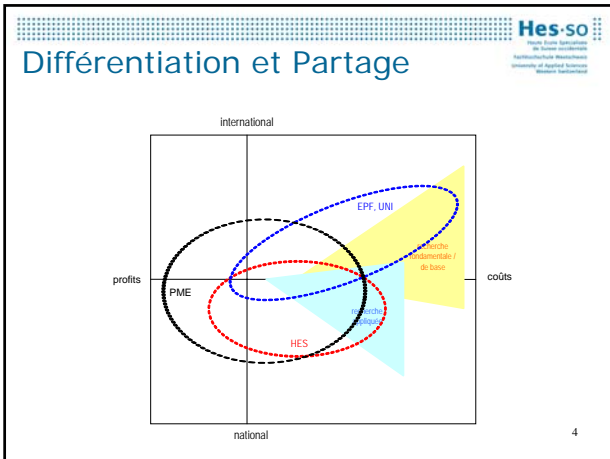 Hes·so
Haute Ecole Spécialisée
de Suisse occidentale
Fachhochschule Westschweiz
University of Applied Sciences
Western Switzerland
Différentiation et Partage
international
EPF, UNI
recherche
fondamentale /
de base
profits
coûts
PME
recherche
appliquée
HES
national
4